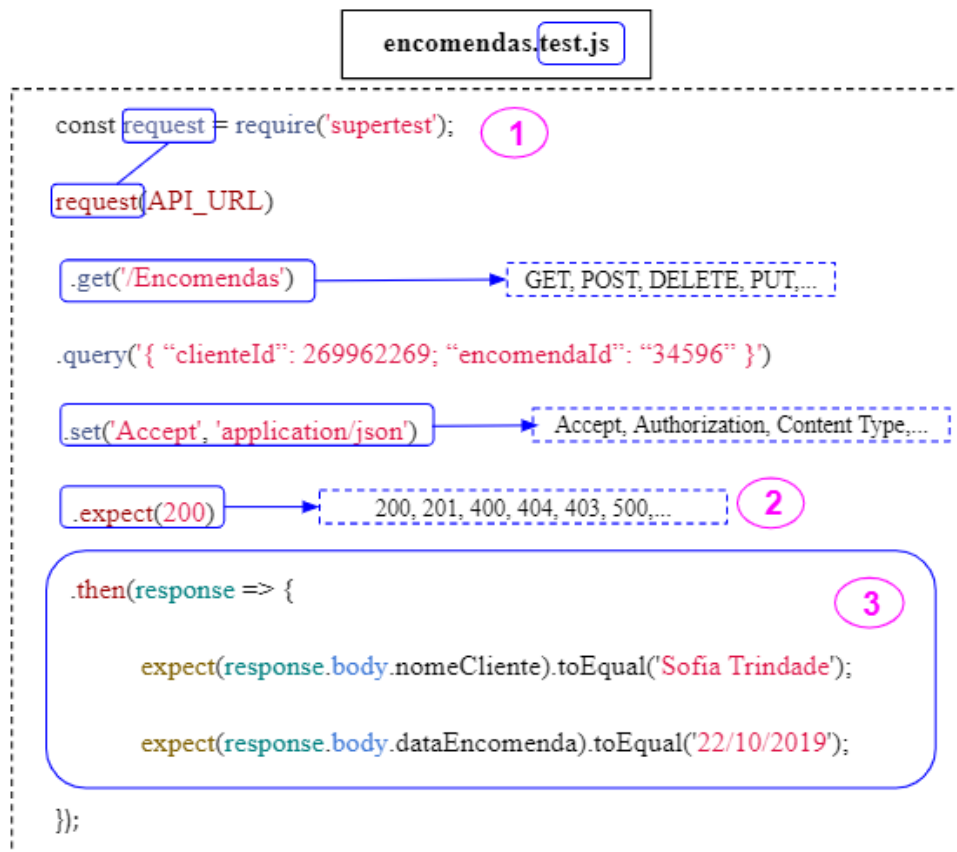 encomendas.test.js
const request = require('supertest');
1
request(API_URL)
.get('/Encomendas')
GET, POST, DELETE, PUT,...
.query('{ “clienteId”: 269962269; “encomendaId”: “34596” }')
.set('Accept', 'application/json')
Accept, Authorization, Content Type,...
.expect(200)
200, 201, 400, 404, 403, 500,...
2
.then(response => {
3
expect(response.body.nomeCliente).toEqual('Sofía Trindade');
expect(response.body.dataEncomenda).toEqual('22/10/2019');
});